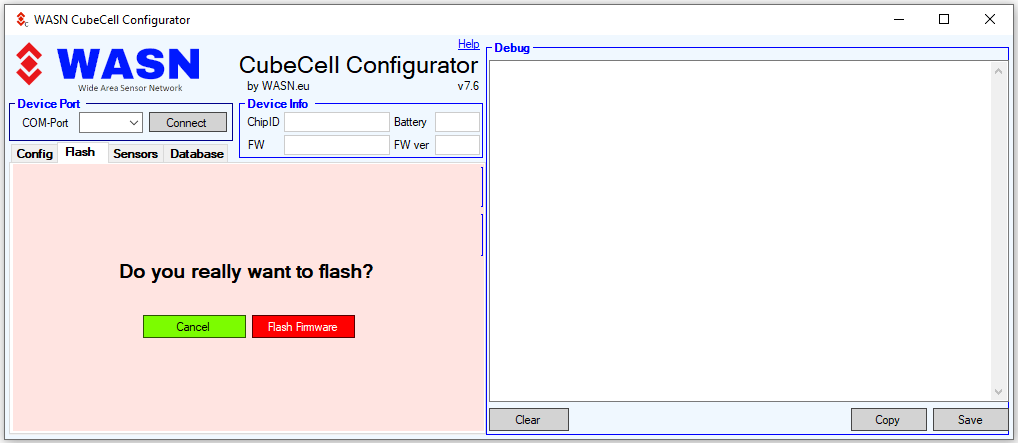 WASN CubeCell Configurator
WASN
Wide Area Sensor Network
Help
CubeCell Configurator
by WASN.eu
v7.6
Device Port
COM-Port
Connect
Device Info
ChipID
Battery
FW
FW ver
Config
Flash
Sensors
Database
Do you really want to flash?
Cancel
Flash Firmware
Debug
Clear
Copy
Save